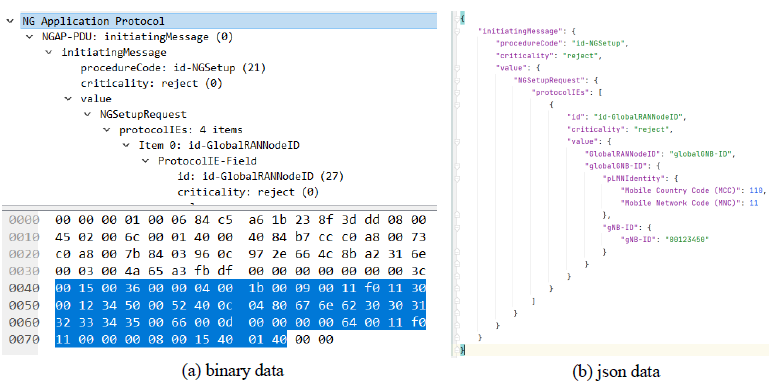 NG Application Protocol
NGAP-PDU: initiatingMessage (0)
initiatingMessage
procedureCode: id-NGSetup (21)
criticality: reject (0)
value
NGSetupRequest
protocolIEs: 4 items
Item 0: id-GlobalRANNodeID
ProtocolIE-Field
id: id-GlobalRANNodeID (27)
criticality: reject (0)
0000 00 00 00 01 00 06 84 c5 a6 1b 23 8f 3d dd 08 00
0010 45 02 00 6c 00 01 40 00 40 84 b7 cc c0 a8 00 73
0020 c0 a8 00 7b 84 03 96 0c 97 2e 66 4c 8b a2 31 6e
0030 00 03 00 4a 65 a3 fb df 00 00 00 00 00 00 00 3c
0040 00 15 00 36 00 00 04 00 1b 00 09 00 11 f0 11 30
0050 00 12 34 50 00 52 40 0c 04 80 67 6e 62 30 30 31
0060 32 33 34 35 00 66 00 0d 00 00 00 00 64 00 11 f0
0070 11 00 00 00 08 00 15 40 01 40 00 00
(a) binary data
{
"initiatingMessage": {
"procedureCode": "id-NGSetup",
"criticality": "reject",
"value": {
"NGSetupRequest": {
"protocolIEs": [
{
"id": "id-GlobalRANNodeID",
"criticality": "reject",
"value": {
"GlobalRANNodeID": "globalGNB-ID",
"globalGNB-ID": {
"pLMNIdentity": {
"Mobile Country Code (MCC)": 110,
"Mobile Network Code (MNC)": 11
},
"gNB-ID": {
"gNB-ID": "00123450"
}
}
}
}
]
}
}
}
}
(b) json data